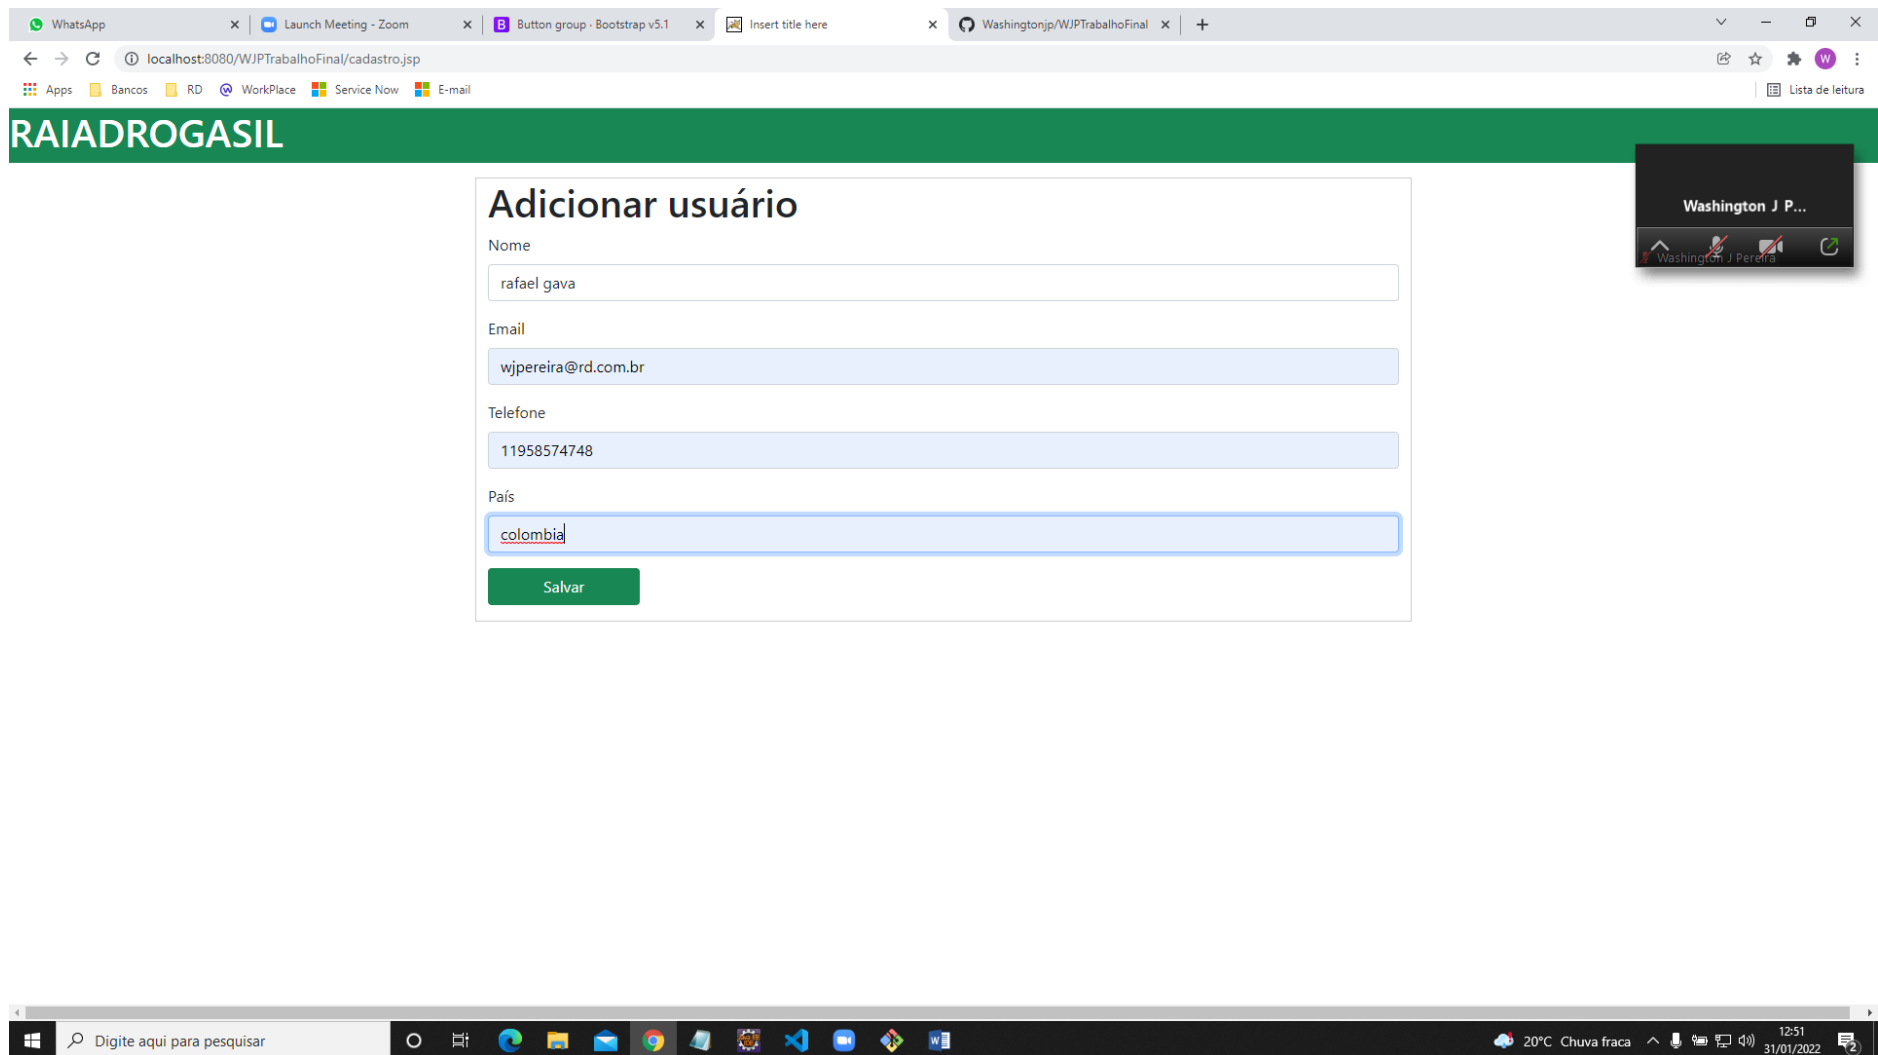 WhatsApp
Launch Meeting - Zoom
Button group · Bootstrap v5.1
Insert title here
Washingtonjp/WJPTrabalhoFinal
localhost:8080/WJPTrabalhoFinal/cadastro.jsp
W
Apps
Bancos
RD
WorkPlace
Service Now
E-mail
Lista de leitura
RAIADROGASIL
Washington J P...
Washington J Pereira
Adicionar usuário
Nome
rafael gava
Email
wjpereira@rd.com.br
Telefone
11958574748
País
colombia
Salvar
Digite aqui para pesquisar
20°C Chuva fraca
12:51
31/01/2022
2